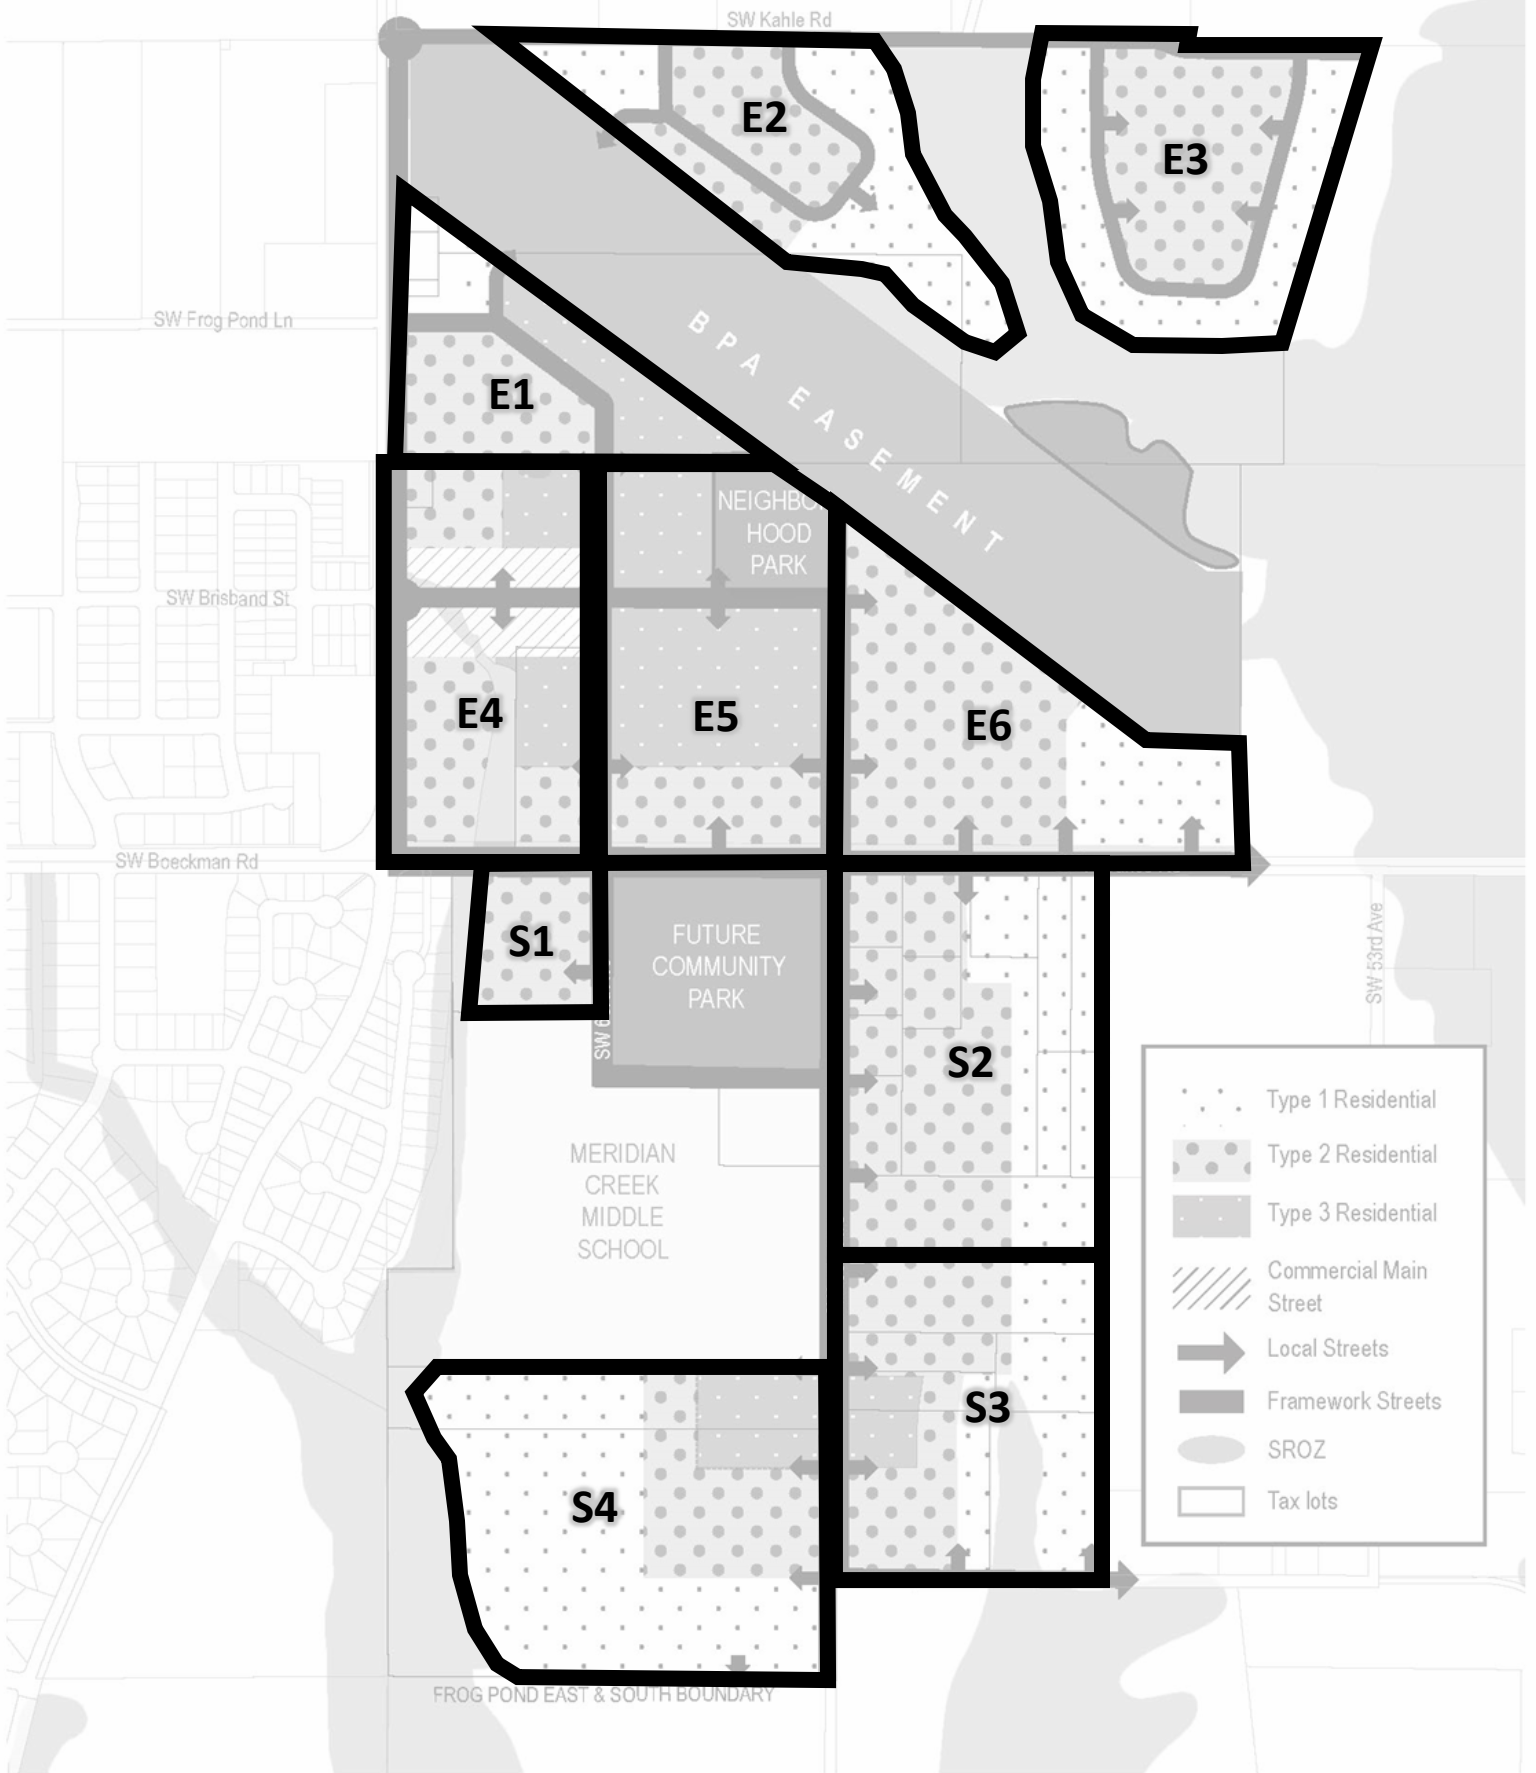 SW Kahle Rd
E2
E3
SW Frog Pond Ln
E1
BPA EASEMENT
NEIGHBO
HOOD
PARK
SW Brisband St
E4
E5
E6
SW Boeckman Rd
S1
FUTURE
COMMUNITY
PARK
SW 6
SW 53rd Ave
S2
MERIDIAN
CREEK
MIDDLE
SCHOOL
S3
S4
FROG POND EAST & SOUTH BOUNDARY
Type 1 Residential
Type 2 Residential
Type 3 Residential
Commercial Main
Street
Local Streets
Framework Streets
SROZ
Tax lots